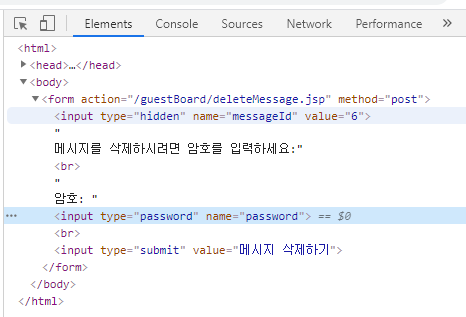 Elements Console Sources Network Performance »
<html>
▶<head>…</head>
▼<body>
▼<form action="/guestBoard/deleteMessage.jsp" method="post">
<input type="hidden" name="messageId" value="6">
"
메시지를 삭제하시려면 암호를 입력하세요:"
<br>
"
암호: "
… <input type="password" name="password"> == $0
<br>
<input type="submit" value="메시지 삭제하기">
</form>
</body>
</html>